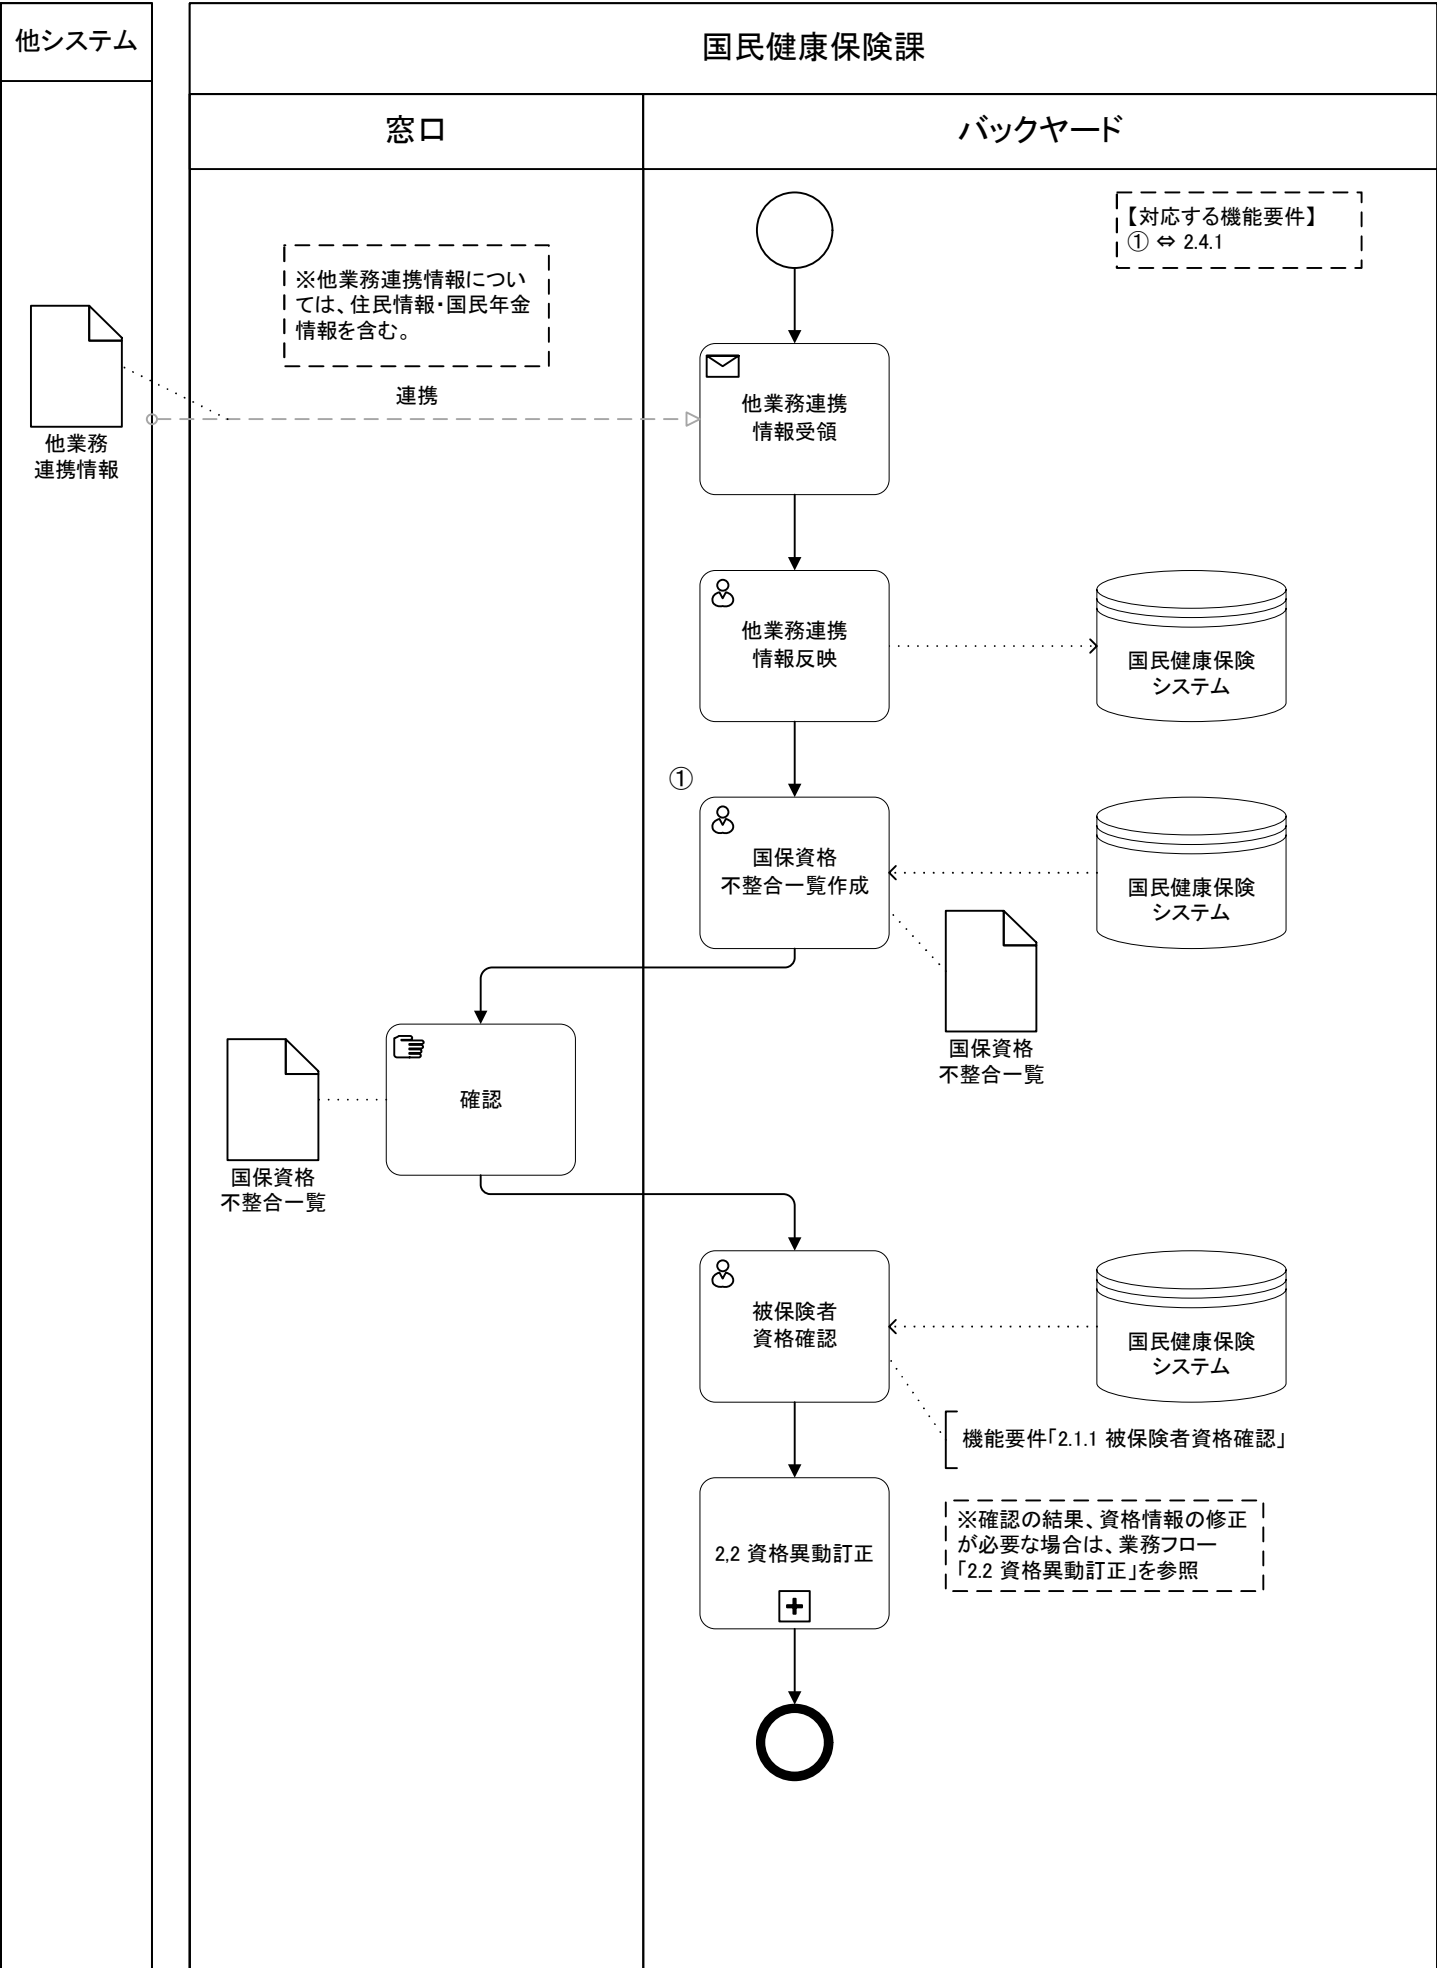 他システム
国民健康保険課
窓口
バックヤード
【対応する機能要件】
① ⇔ 2.4.1
※他業務連携情報につい
ては、住民情報・国民年金
情報を含む。
連携
他業務
連携情報
他業務連携
情報受領
他業務連携
情報反映
国民健康保険
システム
①
国保資格
不整合一覧作成
国民健康保険
システム
国保資格
不整合一覧
確認
国保資格
不整合一覧
被保険者
資格確認
国民健康保険
システム
機能要件「2.1.1 被保険者資格確認」
2,2 資格異動訂正
※確認の結果、資格情報の修正
が必要な場合は、業務フロー
「2.2 資格異動訂正」を参照